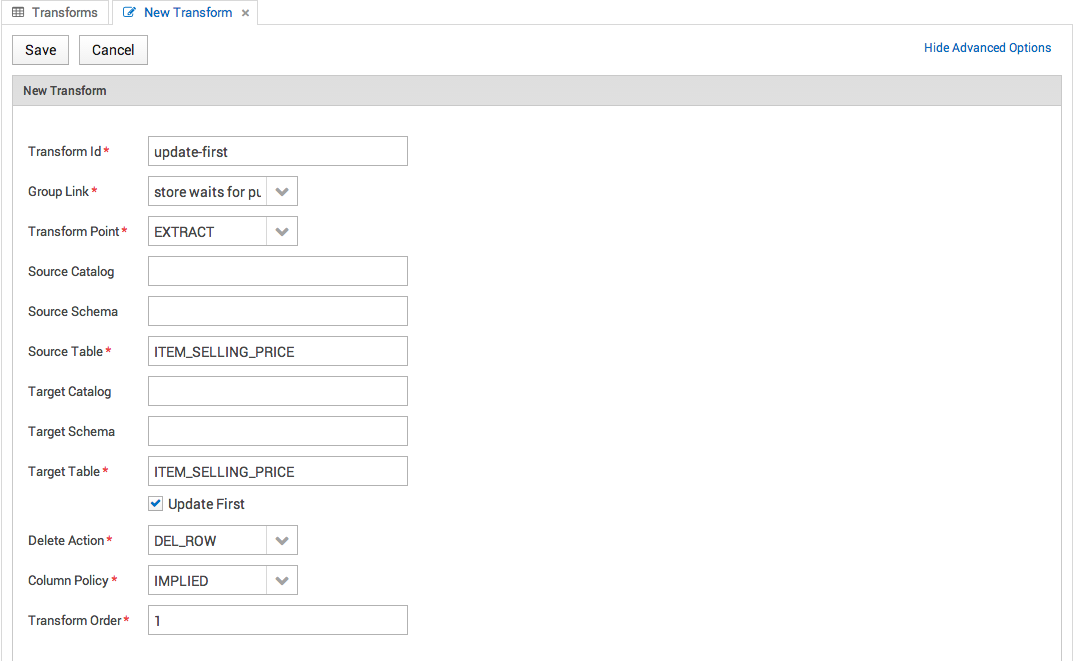 Transforms New Transform ×
Save Cancel Hide Advanced Options
New Transform
Transform Id* update-first
Group Link* store waits for pu
Transform Point* EXTRACT
Source Catalog
Source Schema
Source Table* ITEM_SELLING_PRICE
Target Catalog
Target Schema
Target Table* ITEM_SELLING_PRICE
Update First
Delete Action* DEL_ROW
Column Policy* IMPLIED
Transform Order* 1